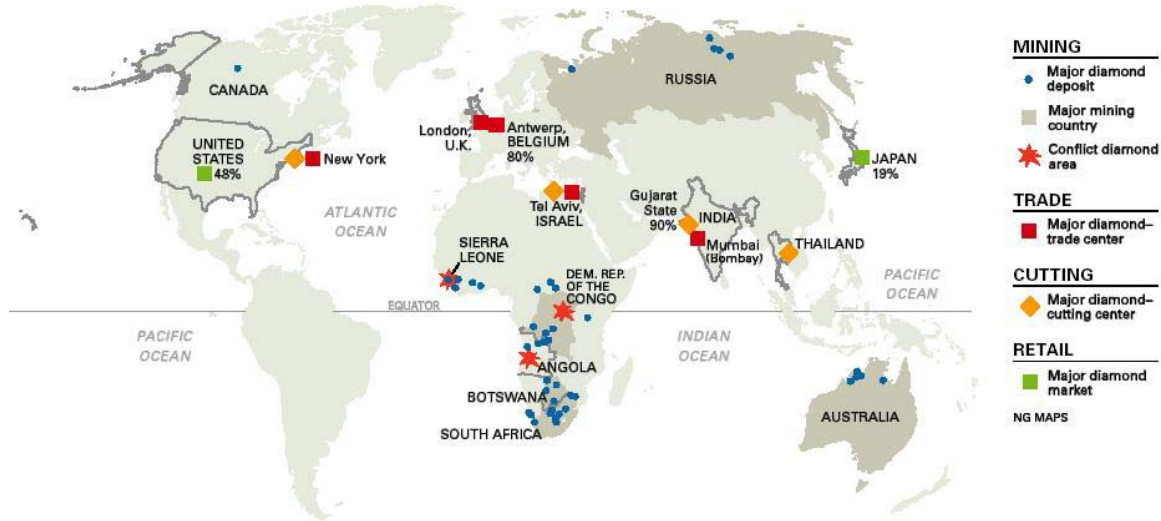 CANADA
UNITED
STATES
48%
New York
London,
U.K.
Antwerp,
BELGIUM
80%
RUSSIA
JAPAN
19%
Tel Aviv,
ISRAEL
Gujarat
State
90%
INDIA
Mumbai
(Bombay)
THAILAND
ATLANTIC
OCEAN
SIERRA
LEONE
DEM. REP.
OF THE
CONGO
PACIFIC
OCEAN
EQUATOR
PACIFIC
OCEAN
INDIAN
OCEAN
ANGOLA
BOTSWANA
SOUTH AFRICA
AUSTRALIA
MINING
Major diamond
deposit
Major mining
country
Conflict diamond
area
TRADE
Major diamond–
trade center
CUTTING
Major diamond–
cutting center
RETAIL
Major diamond
market
NG MAPS